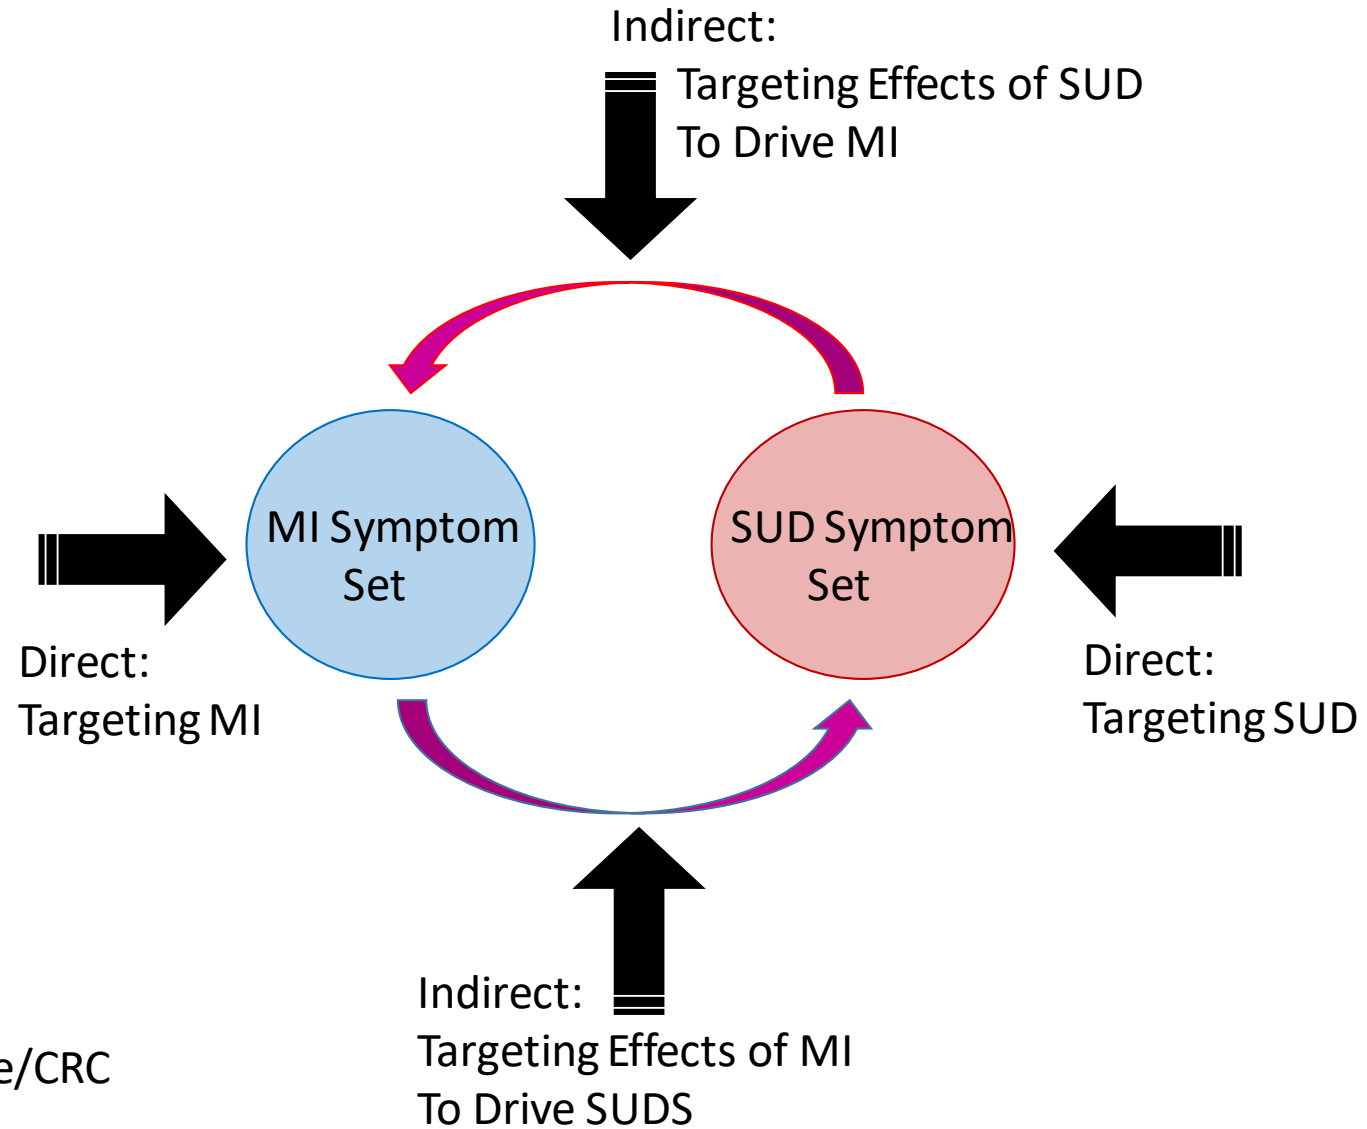 Indirect:
Targeting Effects of SUD
To Drive MI
MI Symptom
Set
SUD Symptom
Set
Direct:
Targeting MI
Direct:
Targeting SUD
Indirect:
Targeting Effects of MI
To Drive SUDS
e/CRC